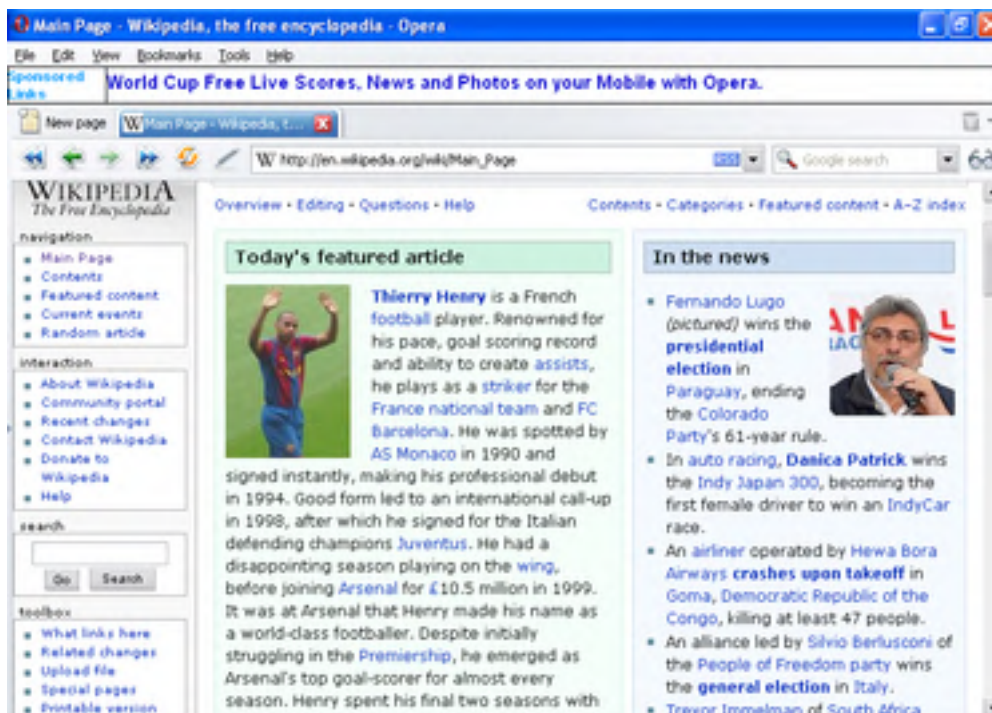 Main Page - Wikipedia, the free encyclopedia - Opera
File Edit View Bookmarks Tools Help
Sponsored
Links
World Cup Free Live Scores, News and Photos on your Mobile with Opera.
New page
Main Page - Wikipedia, t...
http://en.wikipedia.org/wiki/Main_Page
Google search
WIKIPEDIA
The Free Encyclopedia
navigation
Main Page
Contents
Featured content
Current events
Random article
interaction
About Wikipedia
Community portal
Recent changes
Contact Wikipedia
Donate to
Wikipedia
Help
search
Go Search
toolbox
What links here
Related changes
Upload file
Special pages
Printable version
Overview · Editing · Questions · Help
Contents · Categories · Featured content · A–Z index
Today's featured article
Thierry Henry is a French
football player. Renowned for
his pace, goal scoring record
and ability to create assists,
he plays as a striker for the
France national team and FC
Barcelona. He was spotted by
AS Monaco in 1990 and
signed instantly, making his professional debut
in 1994. Good form led to an international call-up
in 1998, after which he signed for the Italian
defending champions Juventus. He had a
disappointing season playing on the wing,
before joining Arsenal for £10.5 million in 1999.
It was at Arsenal that Henry made his name as
a world-class footballer. Despite initially
struggling in the Premiership, he emerged as
Arsenal's top goal-scorer for almost every
season. Henry spent his final two seasons with
In the news
Fernando Lugo
(pictured) wins the
presidential
election in
Paraguay, ending
the Colorado
Party's 61-year rule.
In auto racing, Danica Patrick wins
the Indy Japan 300, becoming the
first female driver to win an IndyCar
race.
An airliner operated by Hewa Bora
Airways crashes upon takeoff in
Goma, Democratic Republic of the
Congo, killing at least 47 people.
An alliance led by Silvio Berlusconi of
the People of Freedom party wins
the general election in Italy.
Trevor Immelman of South Africa